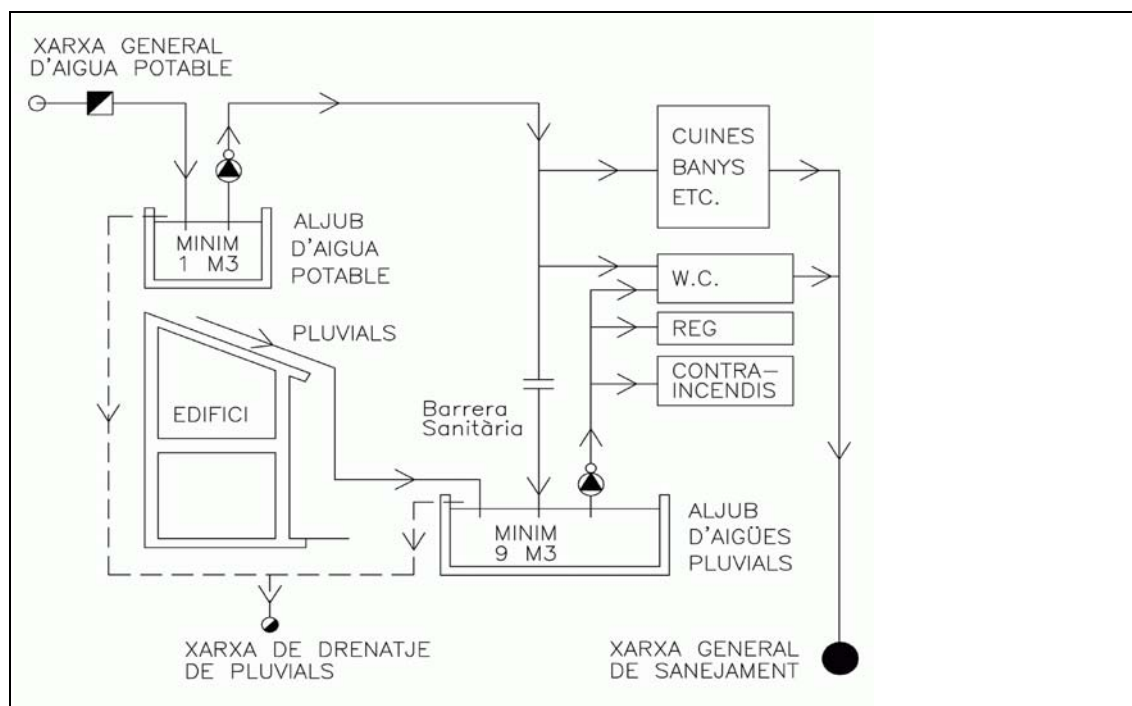 XARXA GENERAL
D'AIGUA POTABLE
CUINES
BANYS
ETC.
MINIM
1 M3
ALJUB
D'AIGUA
POTABLE
W.C.
REG
CONTRA-
INCENDIS
PLUVIALS
EDIFICI
Barrera
Sanitària
MINIM
9 M3
ALJUB
D'AIGÜES
PLUVIALS
XARXA DE DRENATJE
DE PLUVIALS
XARXA GENERAL
DE SANEJAMENT